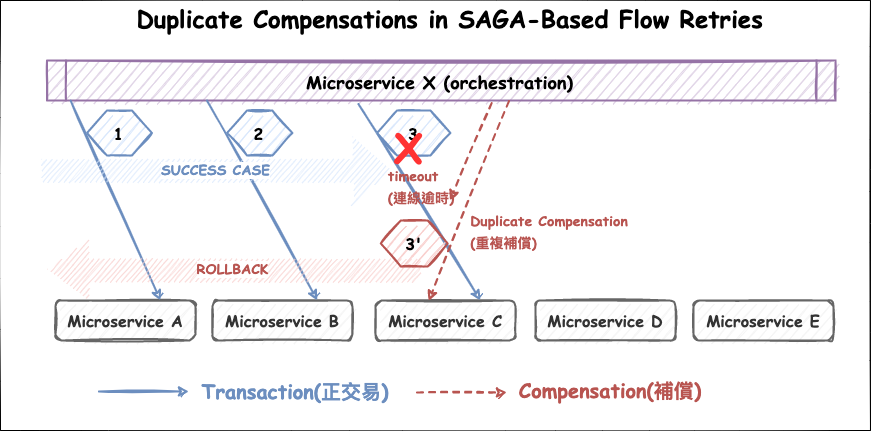 Duplicate Compensations in SAGA-Based Flow Retries
Microservice X (orchestration)
1
2
3
SUCCESS CASE
timeout
(連線逾時)
Duplicate Compensation
(重複補償)
3'
ROLLBACK
Microservice A
Microservice B
Microservice C
Microservice D
Microservice E
Transaction(正交易)
Compensation(補償)